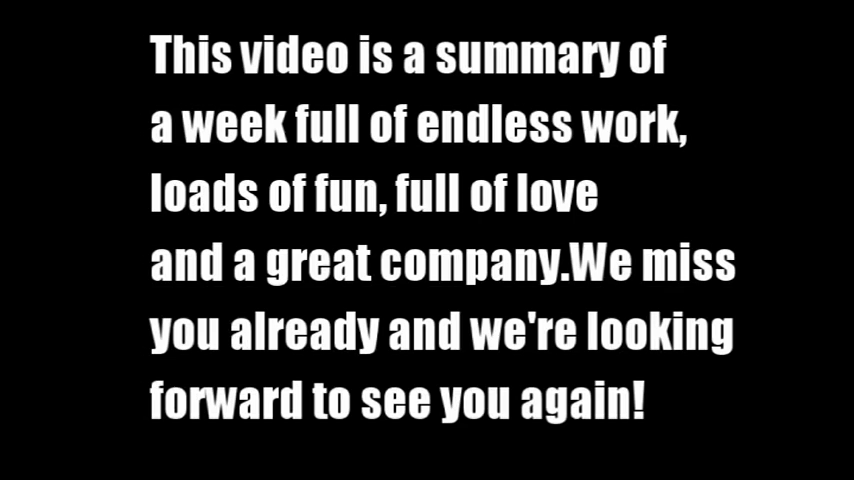 This video is a summary of
a week full of endless work,
loads of fun, full of love
and a great company.We miss
you already and we're looking
forward to see you again!